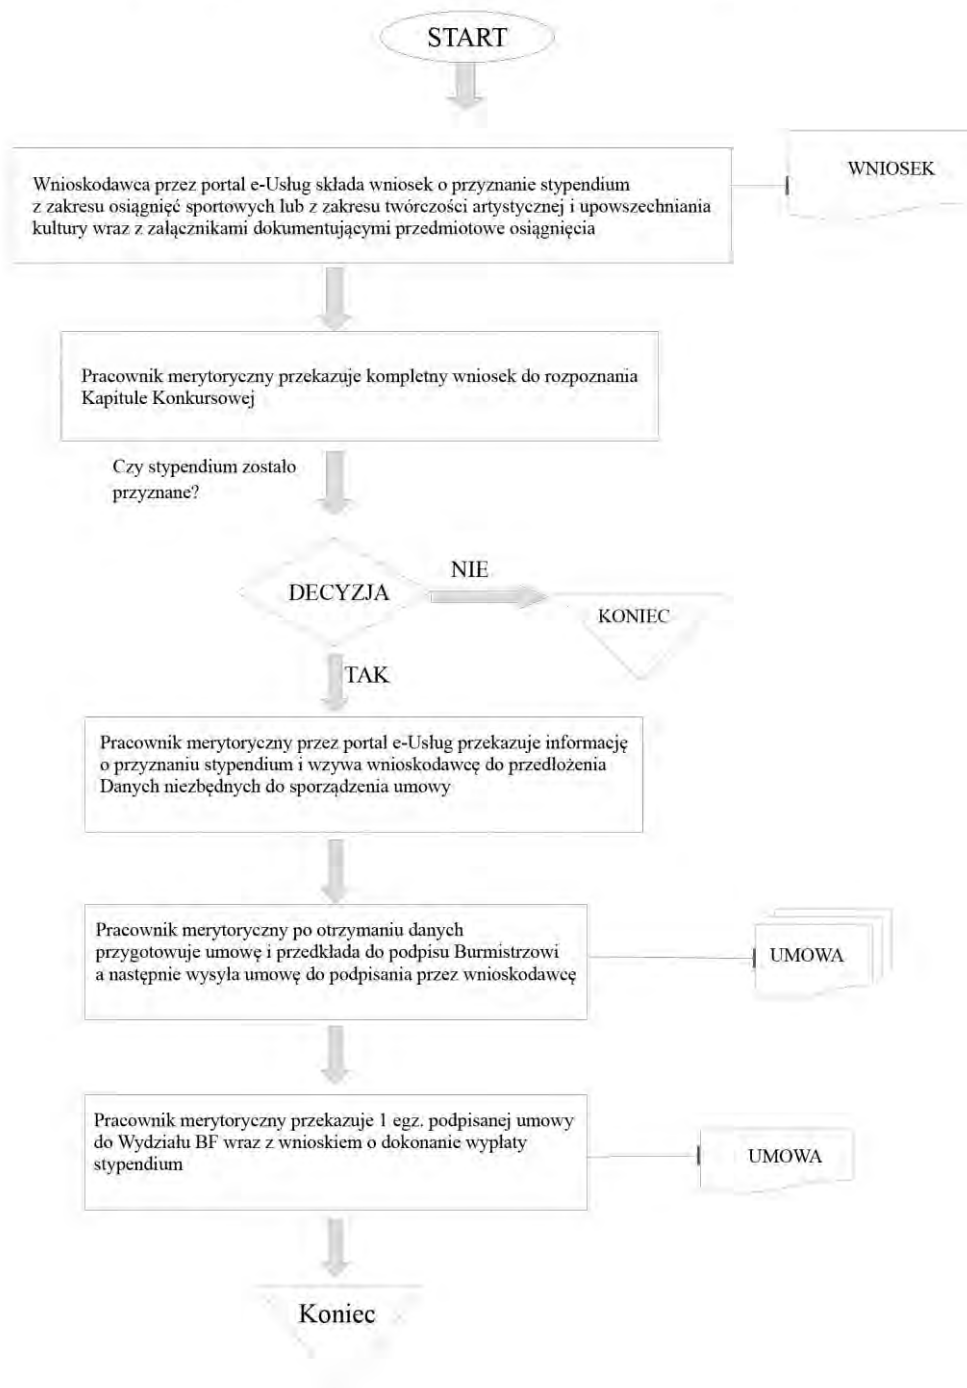 START
Wnioskodawca przez portal e-Usług składa wniosek o przyznanie stypendium
z zakresu osiągnięć sportowych lub z zakresu twórczości artystycznej i upowszechniania
kultury wraz z załącznikami dokumentującymi przedmiotowe osiągnięcia
WNIOSEK
Pracownik merytoryczny przekazuje kompletny wniosek do rozpoznania
Kapitule Konkursowej
Czy stypendium zostało
przyznane?
DECYZJA
NIE
KONIEC
TAK
Pracownik merytoryczny przez portal e-Usług przekazuje informację
o przyznaniu stypendium i wzywa wnioskodawcę do przedłożenia
Danych niezbędnych do sporządzenia umowy
Pracownik merytoryczny po otrzymaniu danych
przygotowuje umowę i przedkłada do podpisu Burmistrzowi
a następnie wysyła umowę do podpisania przez wnioskodawcę
UMOWA
Pracownik merytoryczny przekazuje 1 egz. podpisanej umowy
do Wydziału BF wraz z wnioskiem o dokonanie wypłaty
stypendium
UMOWA
Koniec